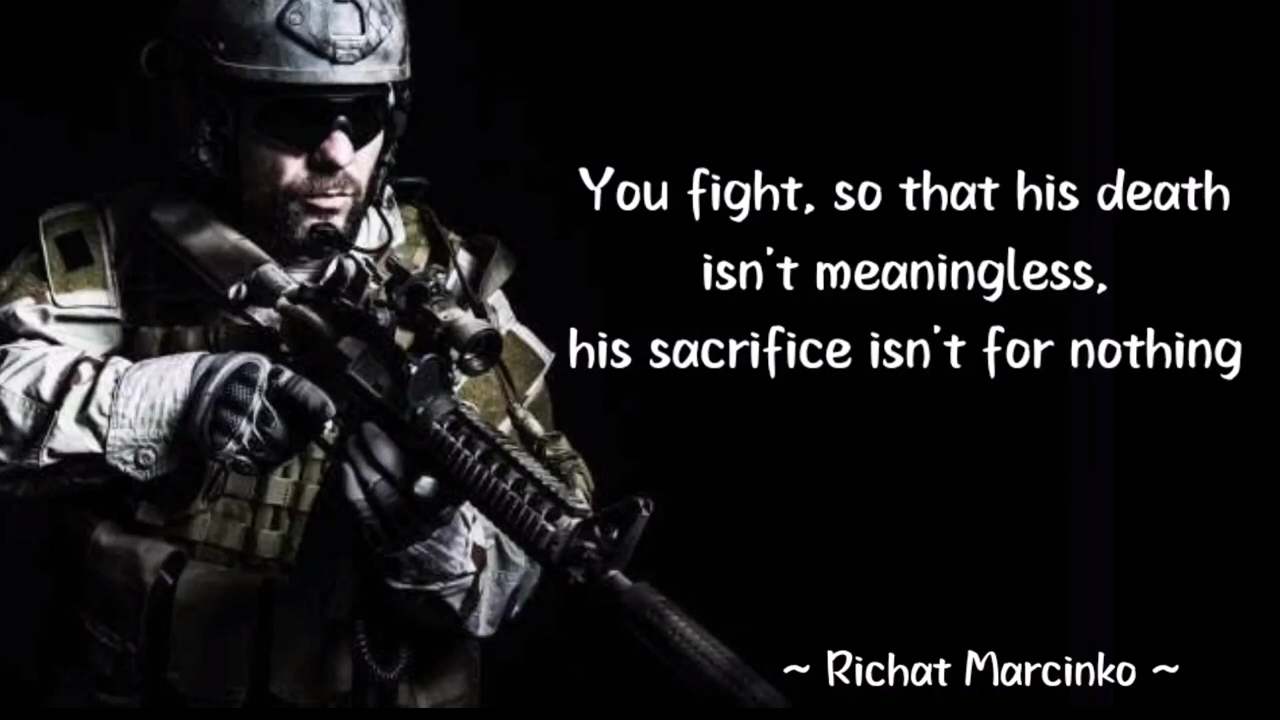 You fight, so that his death
isn't meaningless,
his sacrifice isn't for nothing
~ Richat Marcinko ~